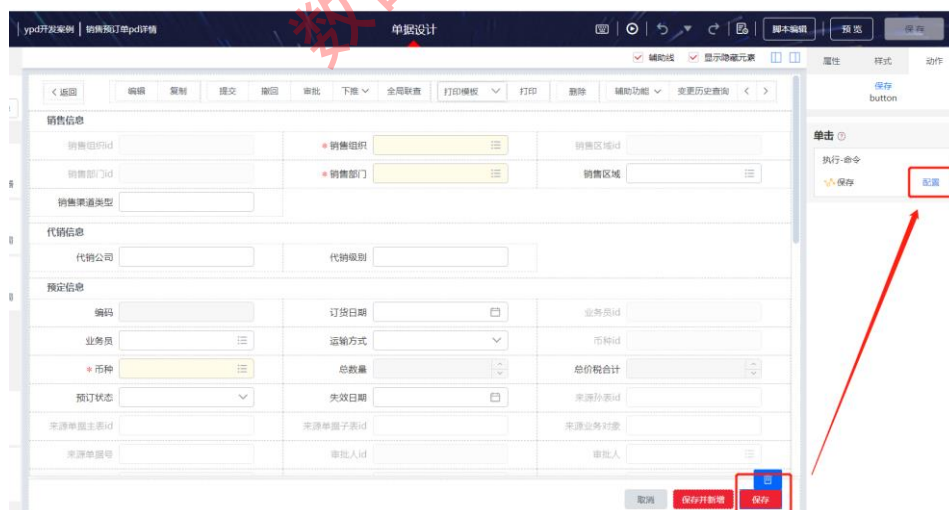 ypd开发案例 销售预订单pd详情 单据设计 脚本编辑 预览 保存
辅助线 显示隐藏元素 属性 样式 动作
<返回 编辑 复制 提交 撤回 审批 下推 全局联查 打印模板 打印 删除 辅助功能 变更历史查询 < >
保存
button
销售信息
单击
销售组织id *销售组织 销售区域id
执行-命令
销售部门id *销售部门 销售区域
保存 配置
销售渠道类型
代销信息
代销公司 代销级别
预定信息
编码 订货日期 业务员id
业务员 运输方式 币种id
*币种 总数量 总价税合计
预订状态 失效日期 来源孙表id
来源单据主表id 来源单据子表id 来源业务对象
来源单据号 审批人id 审批人
取消 保存并新增 保存